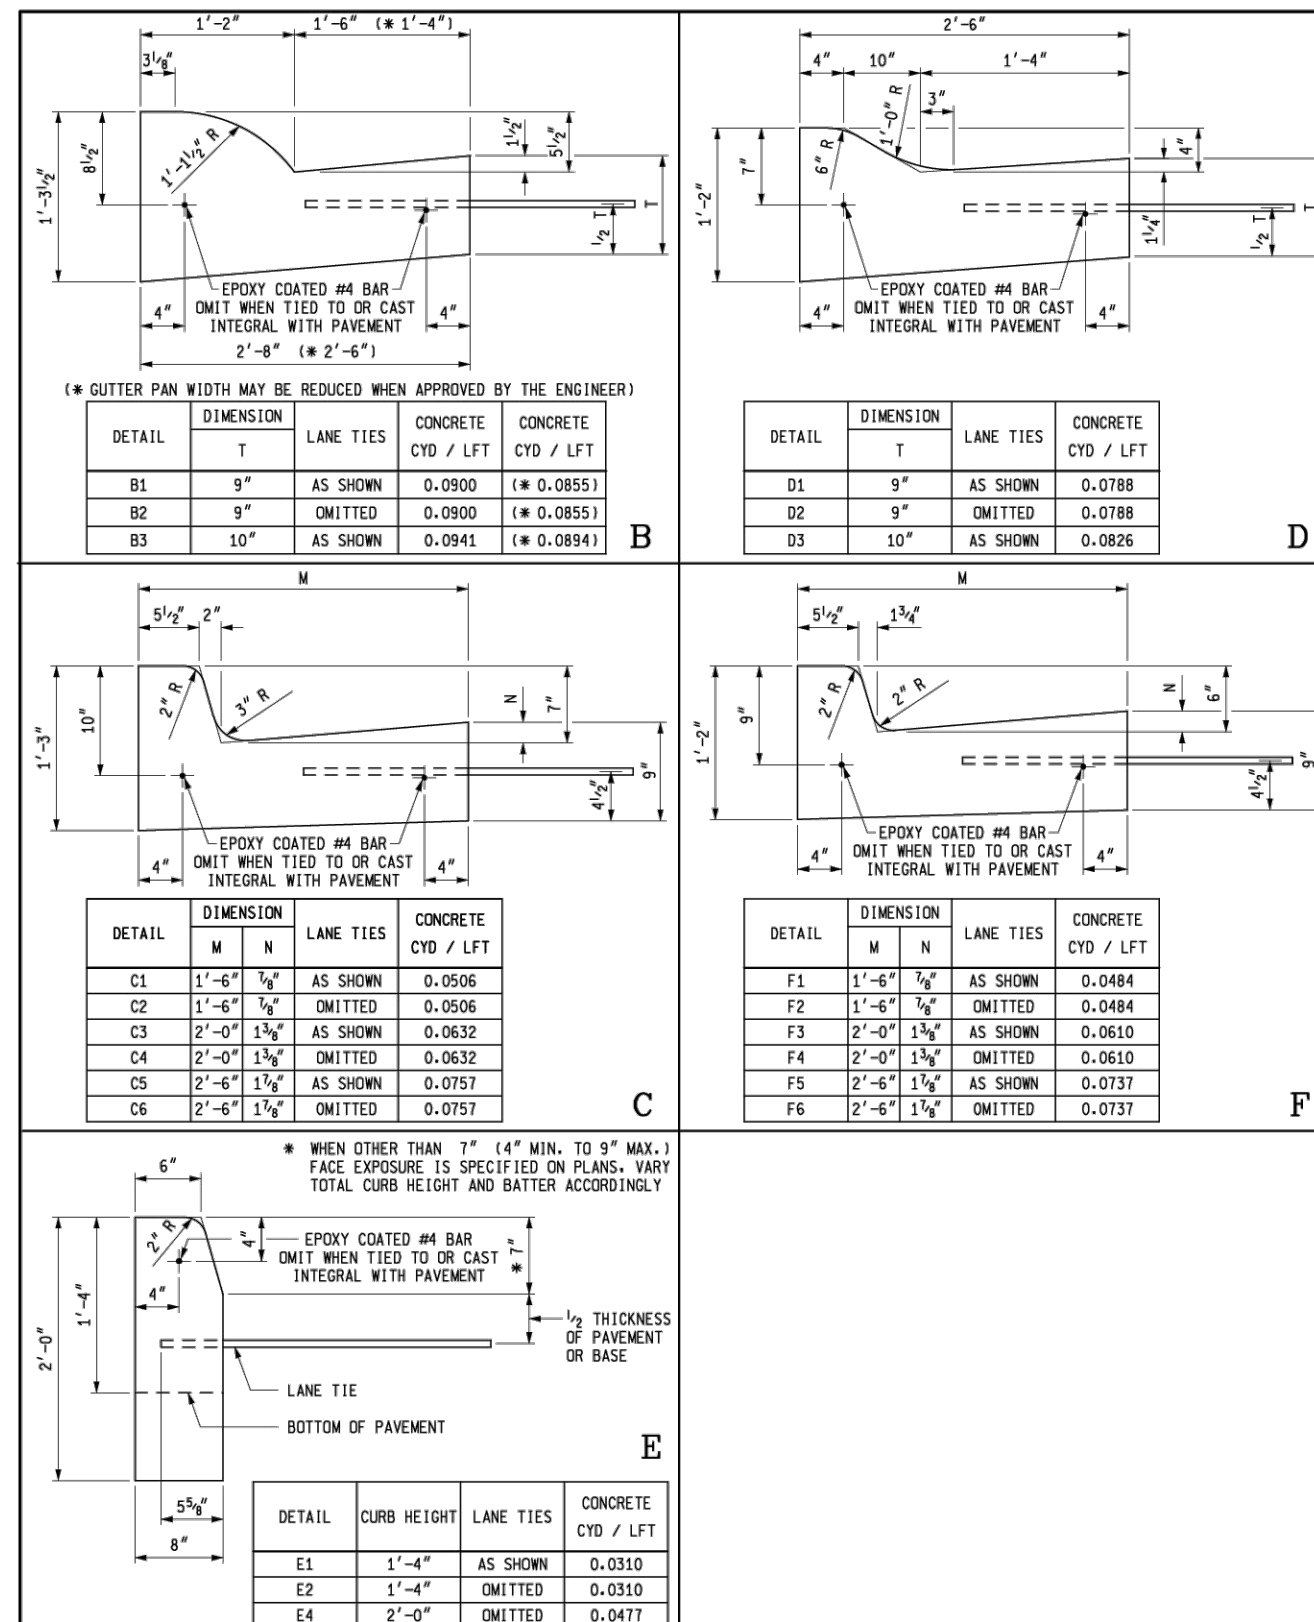 1'-2" 1'-6" (* 1'-4")
3 1/8"
1'-3 1/2"
8 1/2"
1'-1 1/2" R
1 1/2"
5 1/2"
T
1/2 T
EPOXY COATED #4 BAR
OMIT WHEN TIED TO OR CAST
INTEGRAL WITH PAVEMENT
4" 4"
2'-8" (* 2'-6")
(* GUTTER PAN WIDTH MAY BE REDUCED WHEN APPROVED BY THE ENGINEER)
DETAIL DIMENSION LANE TIES CONCRETE CONCRETE
T CYD / LFT CYD / LFT
B1 9" AS SHOWN 0.0900 (* 0.0855)
B2 9" OMITTED 0.0900 (* 0.0855)
B3 10" AS SHOWN 0.0941 (* 0.0894)
B
2'-6"
4" 10" 1'-4"
3"
1'-0" R
6" R
7"
1'-2"
4"
1 1/4"
1/2 T
T
EPOXY COATED #4 BAR
OMIT WHEN TIED TO OR CAST
INTEGRAL WITH PAVEMENT
4" 4"
DETAIL DIMENSION LANE TIES CONCRETE
T CYD / LFT
D1 9" AS SHOWN 0.0788
D2 9" OMITTED 0.0788
D3 10" AS SHOWN 0.0826
D
M
5 1/2" 2"
2" R
3" R
10"
1'-3"
N
7"
9"
4 1/2"
EPOXY COATED #4 BAR
OMIT WHEN TIED TO OR CAST
INTEGRAL WITH PAVEMENT
4" 4"
DETAIL DIMENSION LANE TIES CONCRETE
M N CYD / LFT
C1 1'-6" 7/8" AS SHOWN 0.0506
C2 1'-6" 7/8" OMITTED 0.0506
C3 2'-0" 1 3/8" AS SHOWN 0.0632
C4 2'-0" 1 3/8" OMITTED 0.0632
C5 2'-6" 1 7/8" AS SHOWN 0.0757
C6 2'-6" 1 7/8" OMITTED 0.0757
C
M
5 1/2" 1 3/4"
2" R
2" R
9"
1'-2"
N
6"
9"
4 1/2"
EPOXY COATED #4 BAR
OMIT WHEN TIED TO OR CAST
INTEGRAL WITH PAVEMENT
4" 4"
DETAIL DIMENSION LANE TIES CONCRETE
M N CYD / LFT
F1 1'-6" 7/8" AS SHOWN 0.0484
F2 1'-6" 7/8" OMITTED 0.0484
F3 2'-0" 1 3/8" AS SHOWN 0.0610
F4 2'-0" 1 3/8" OMITTED 0.0610
F5 2'-6" 1 7/8" AS SHOWN 0.0737
F6 2'-6" 1 7/8" OMITTED 0.0737
F
* WHEN OTHER THAN 7" (4" MIN. TO 9" MAX.)
FACE EXPOSURE IS SPECIFIED ON PLANS, VARY
TOTAL CURB HEIGHT AND BATTER ACCORDINGLY
6"
2" R
4"
EPOXY COATED #4 BAR
OMIT WHEN TIED TO OR CAST
INTEGRAL WITH PAVEMENT
* 7"
4"
1'-4"
2'-0"
1/2 THICKNESS
OF PAVEMENT
OR BASE
LANE TIE
BOTTOM OF PAVEMENT
E
5 5/8"
8"
DETAIL CURB HEIGHT LANE TIES CONCRETE
CYD / LFT
E1 1'-4" AS SHOWN 0.0310
E2 1'-4" OMITTED 0.0310
E4 2'-0" OMITTED 0.0477